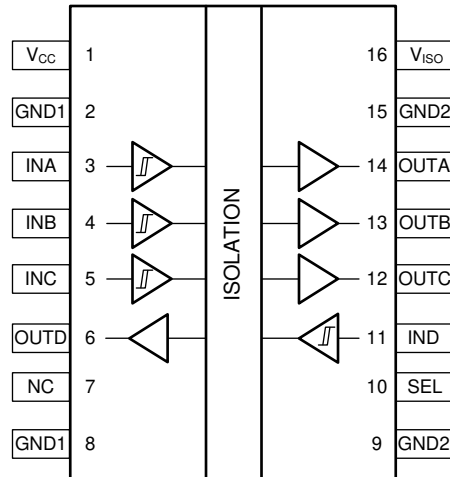 VCC 1 16 VISO
GND1 2 15 GND2
INA 3 14 OUTA
INB 4 13 OUTB
INC 5 12 OUTC
OUTD 6 11 IND
NC 7 10 SEL
GND1 8 9 GND2
ISOLATION